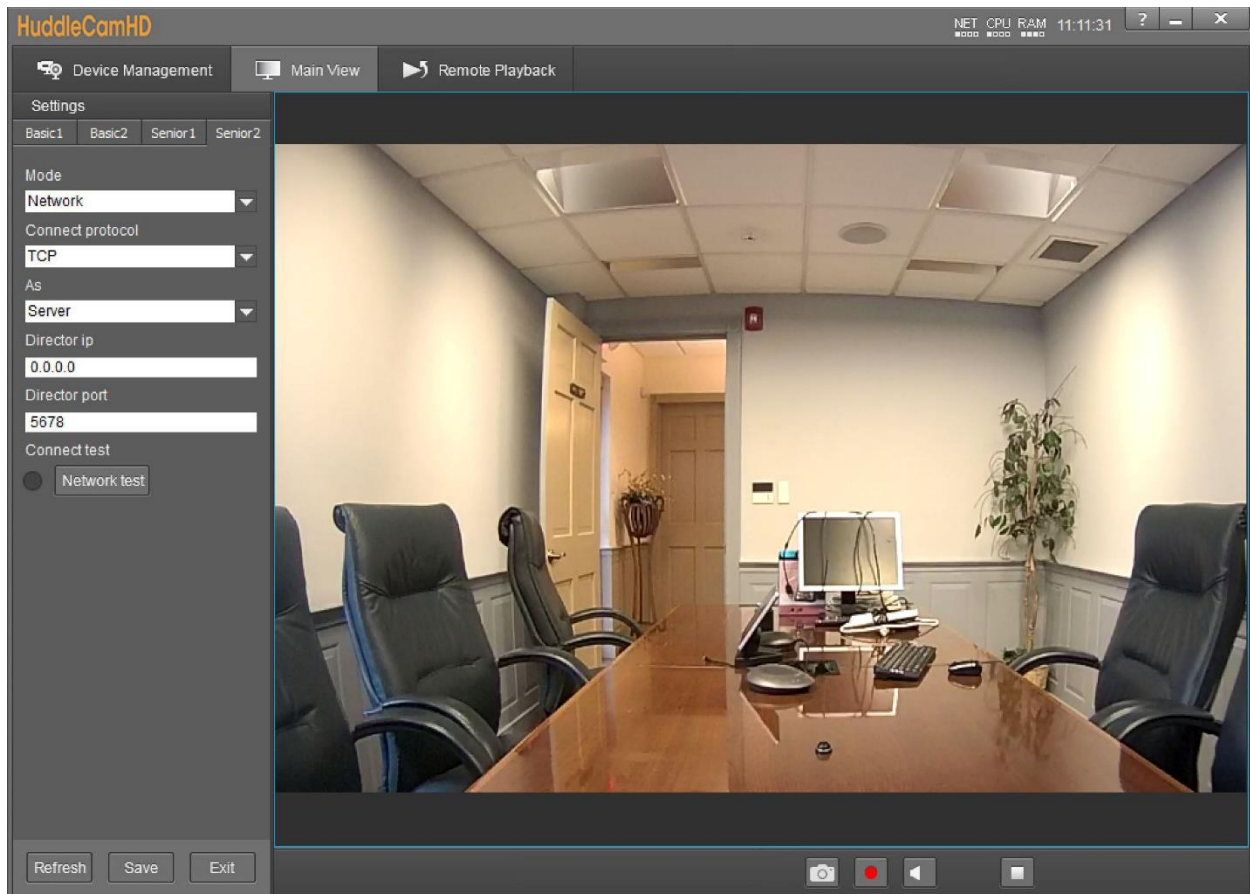 HuddleCamHD
NET CPU RAM 11:11:31 ?
Device Management Main View Remote Playback
Settings
Basic1 Basic2 Senior1 Senior2
Mode
Network
Connect protocol
TCP
As
Server
Director ip
0.0.0.0
Director port
5678
Connect test
Network test
Refresh Save Exit